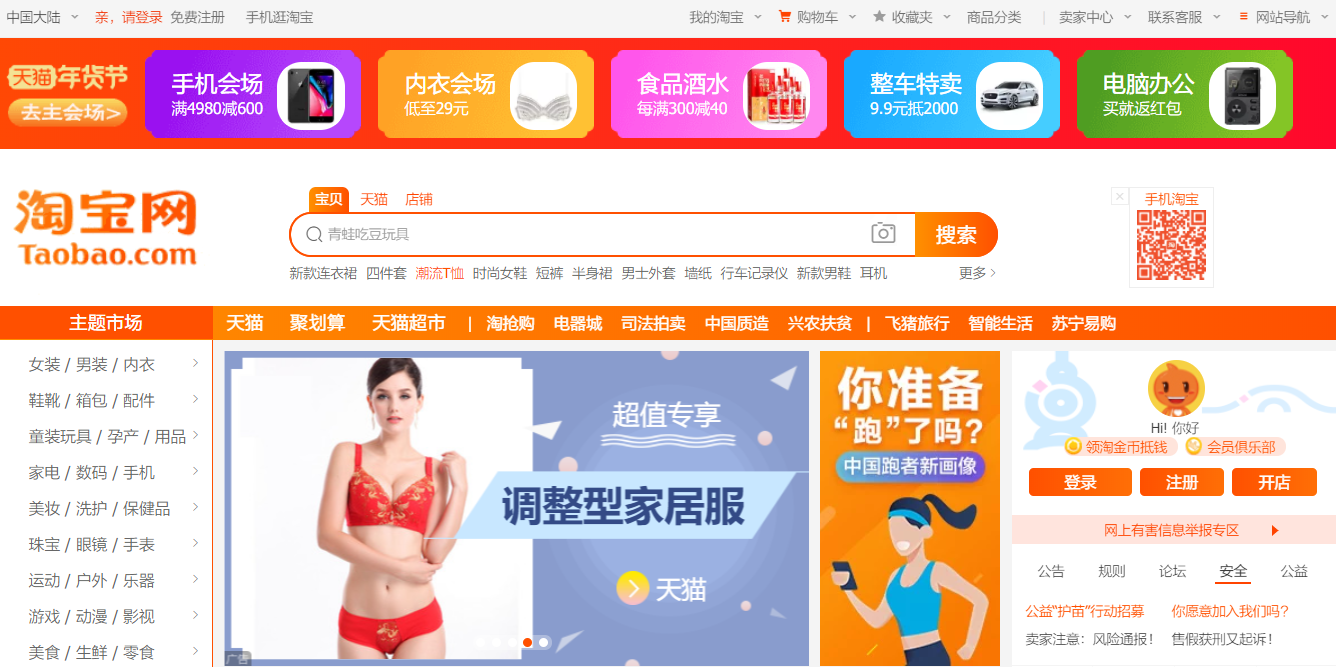 中国大陆 亲，请登录 免费注册 手机逛淘宝 我的淘宝 购物车 收藏夹 商品分类 | 卖家中心 联系客服 网站导航
天猫年货节
去主会场>
手机会场
满4980减600
内衣会场
低至29元
食品酒水
每满300减40
整车特卖
9.9元抵2000
电脑办公
买就返红包
淘宝网
Taobao.com
宝贝 天猫 店铺
青蛙吃豆玩具
搜索
新款连衣裙 四件套 潮流T恤 时尚女鞋 短裤 半身裙 男士外套 墙纸 行车记录仪 新款男鞋 耳机 更多
手机淘宝
主题市场 天猫 聚划算 天猫超市 | 淘抢购 电器城 司法拍卖 中国质造 兴农扶贫 | 飞猪旅行 智能生活 苏宁易购
女装 / 男装 / 内衣
鞋靴 / 箱包 / 配件
童装玩具 / 孕产 / 用品
家电 / 数码 / 手机
美妆 / 洗护 / 保健品
珠宝 / 眼镜 / 手表
运动 / 户外 / 乐器
游戏 / 动漫 / 影视
美食 / 生鲜 / 零食
超值专享
调整型家居服
天猫
广告
你准备
“跑”了吗?
中国跑者新画像
Hi! 你好
领淘金币抵钱 会员俱乐部
登录 注册 开店
网上有害信息举报专区
公告 规则 论坛 安全 公益
公益“护苗”行动招募 你愿意加入我们吗?
卖家注意：风险通报！ 售假获刑又起诉！